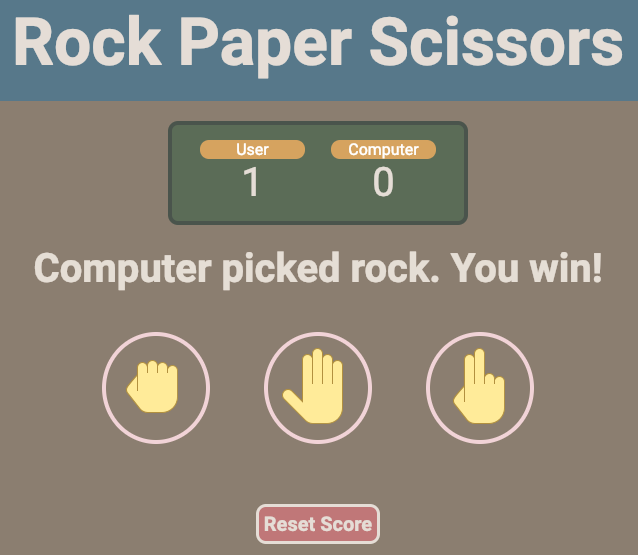 Rock Paper Scissors
User Computer
1 0
Computer picked rock. You win!
Reset Score